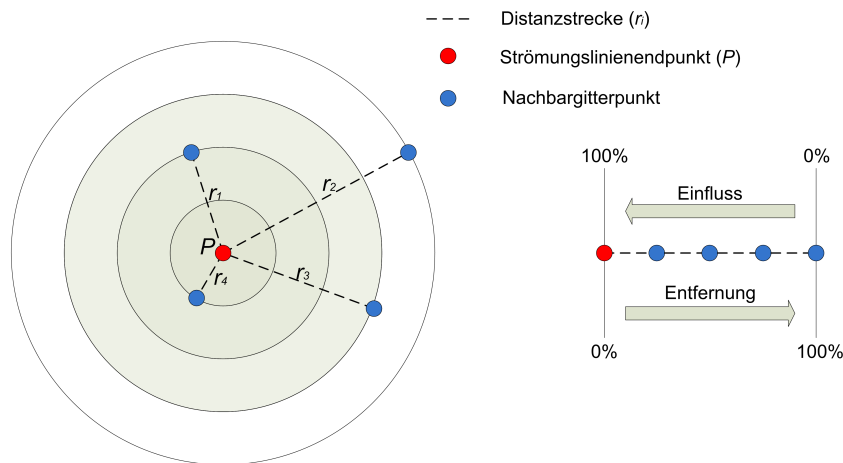 Distanzstrecke (ri)
Strömungslinienendpunkt (P)
Nachbargitterpunkt
r1
r2
P
r3
r4
100% 0%
Einfluss
Entfernung
0% 100%